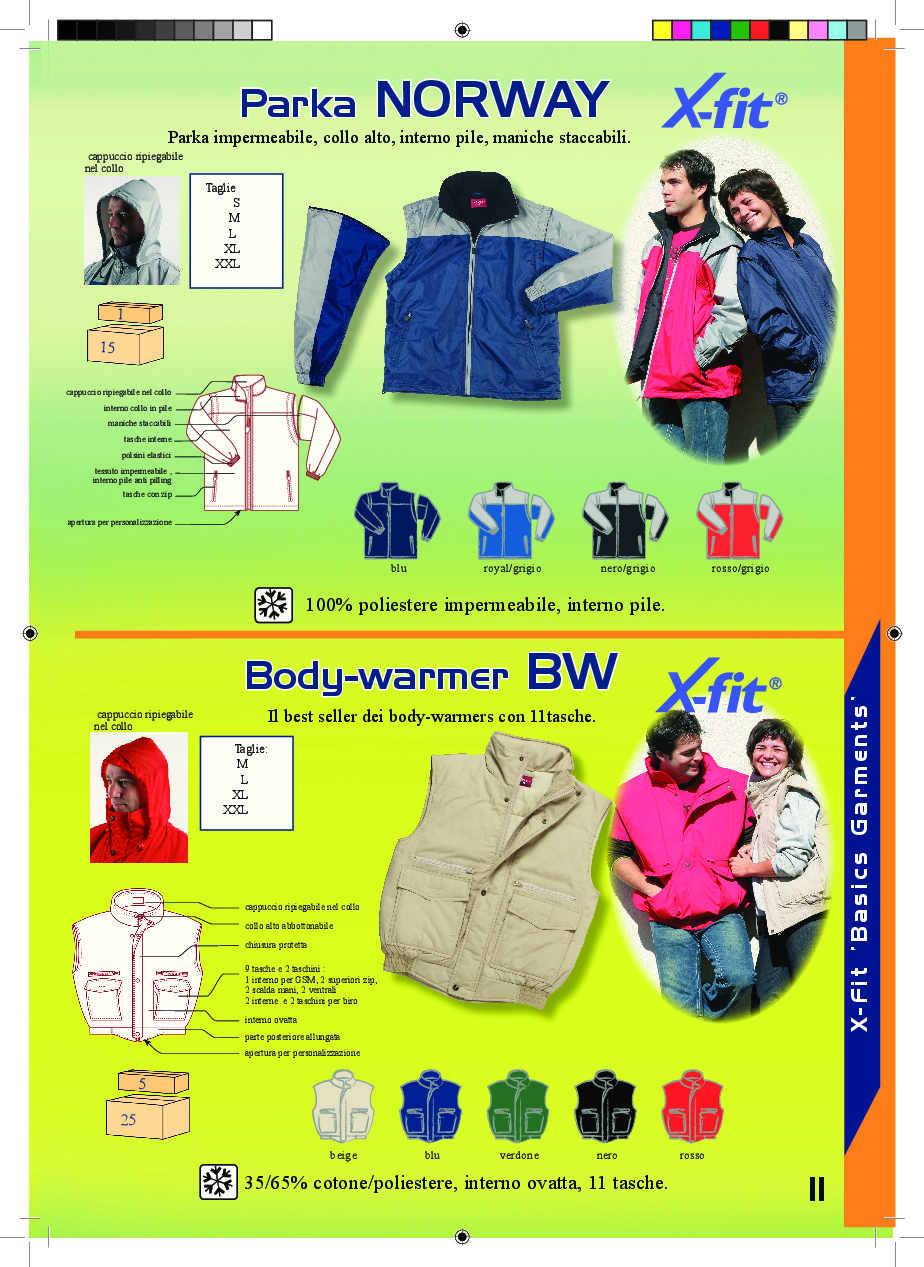 Parka NORWAY
X-fit®
Parka impermeabile, collo alto, interno pile, maniche staccabili.
cappuccio ripiegabile
nel collo
Taglie
S
M
L
XL
XXL
1
15
cappuccio ripiegabile nel collo
interno collo in pile
maniche staccabili
tasche interne
polsini elastici
tessuto impermeabile ,
interno pile anti pilling
tasche con zip
apertura per personalizzazione
blu
royal/grigio
nero/grigio
rosso/grigio
100% poliestere impermeabile, interno pile.
Body-warmer BW
X-fit®
Il best seller dei body-warmers con 11tasche.
cappuccio ripiegabile
nel collo
Taglie:
M
L
XL
XXL
cappuccio ripiegabile nel collo
collo alto abbottonabile
chiusura protetta
9 tasche e 2 taschini :
1 interno per GSM, 2 superiori zip,
2 scalda mani, 2 ventrali
2 interne e 2 taschini per biro
interno ovatta
parte posteriore allungata
apertura per personalizzazione
5
25
beige
blu
verdone
nero
rosso
35/65% cotone/poliestere, interno ovatta, 11 tasche.
X-Fit 'Basics Garments'
11